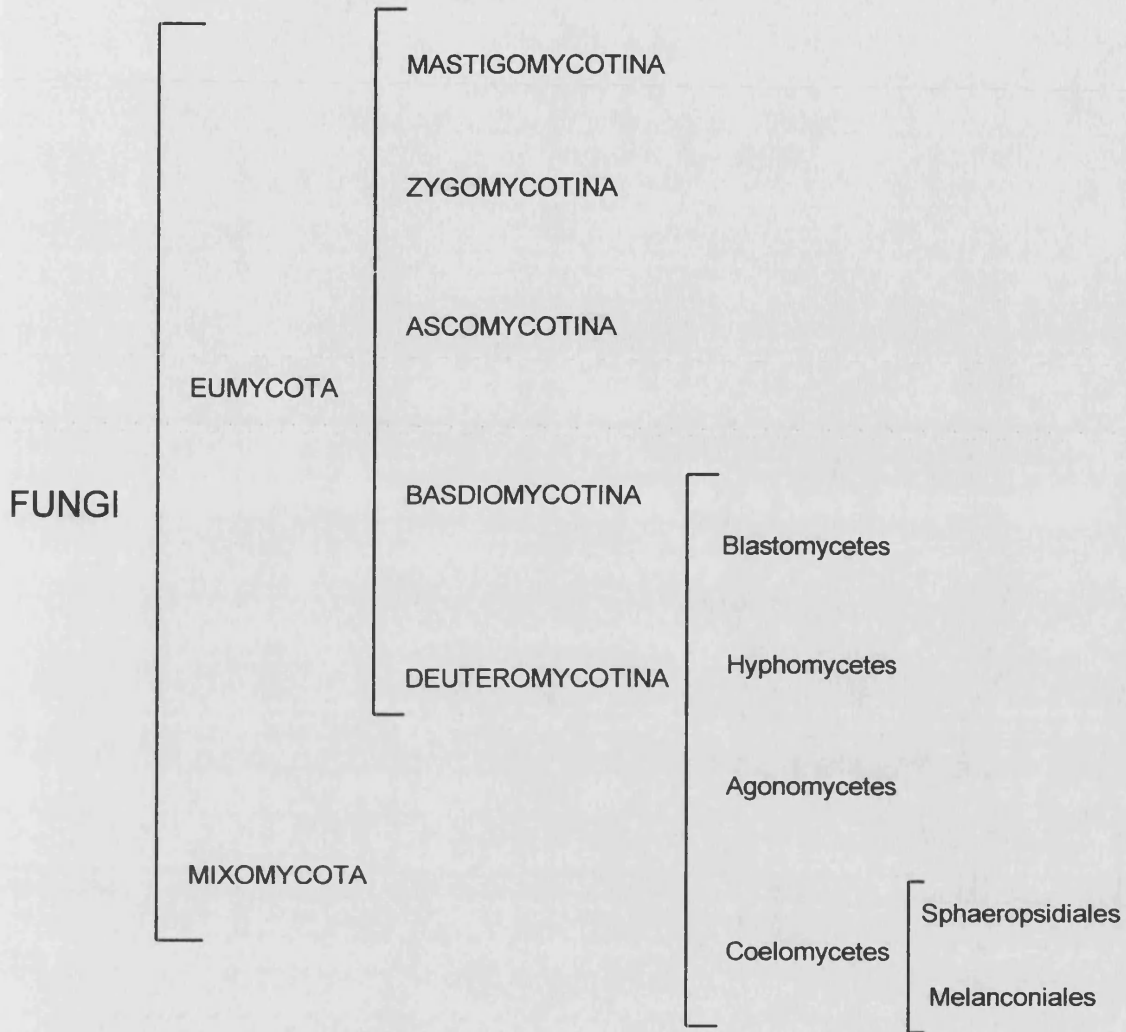 FUNGI
EUMYCOTA
MASTIGOMYCOTINA
ZYGOMYCOTINA
ASCOMYCOTINA
BASDIOMYCOTINA
DEUTEROMYCOTINA
Blastomycetes
Hyphomycetes
Agonomycetes
Coelomycetes
Sphaeropsidiales
Melanconiales
MIXOMYCOTA